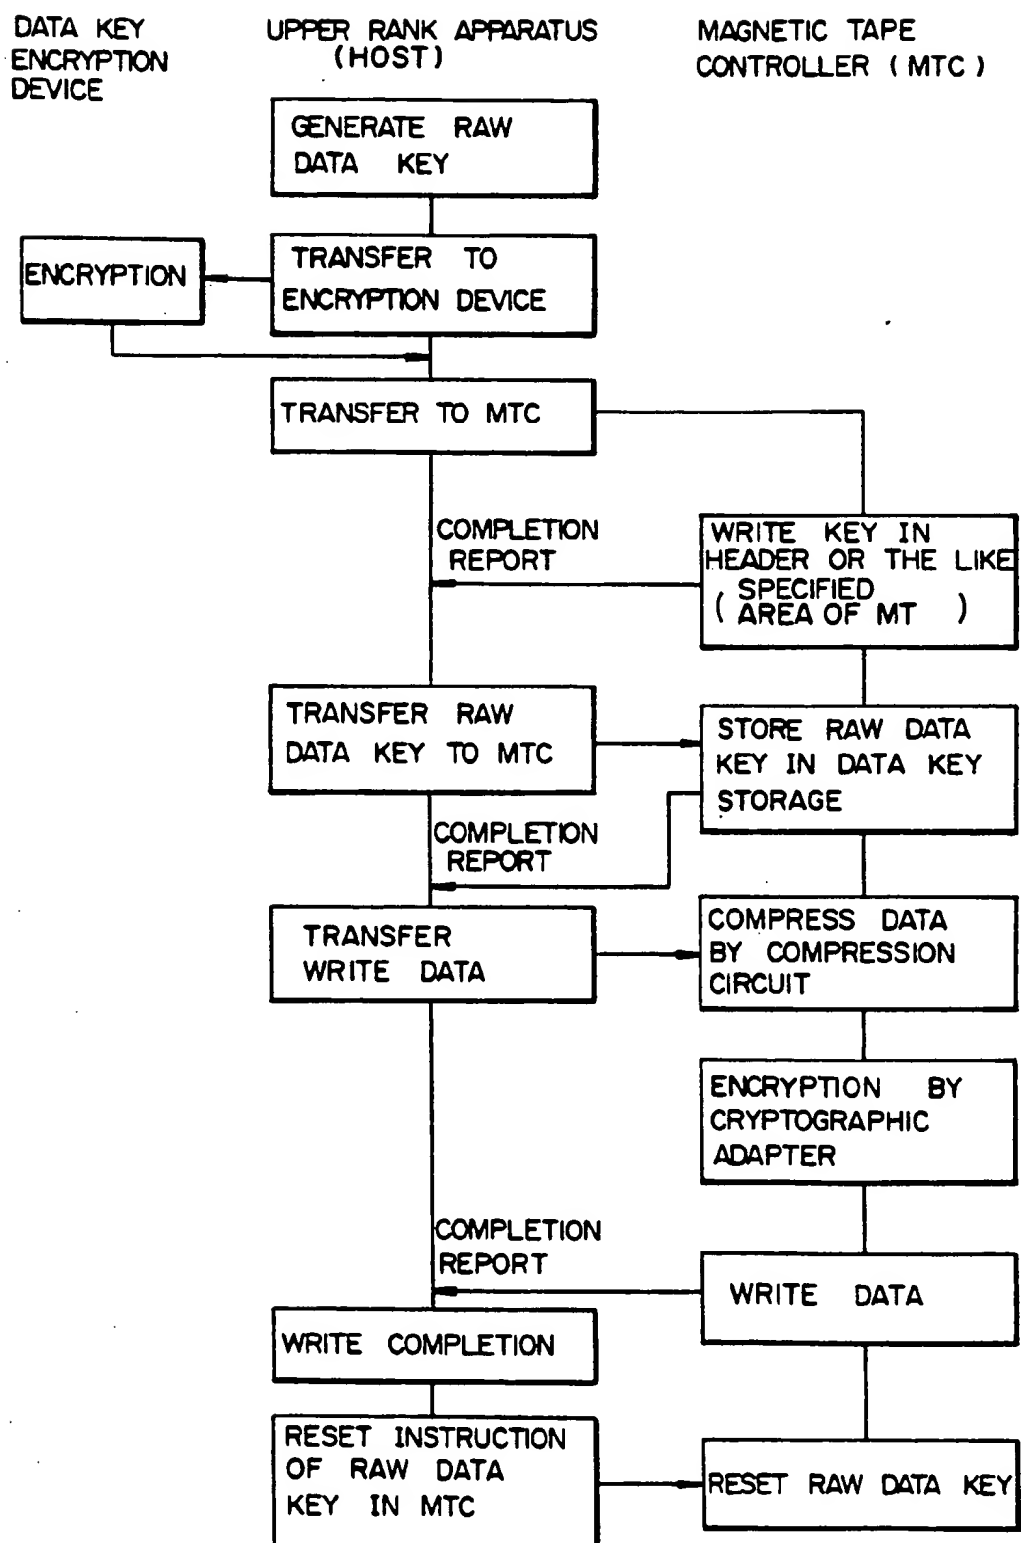 DATA KEY
ENCRYPTION
DEVICE
UPPER RANK APPARATUS
(HOST)
MAGNETIC TAPE
CONTROLLER (MTC)
GENERATE RAW
DATA KEY
ENCRYPTION
TRANSFER TO
ENCRYPTION DEVICE
TRANSFER TO MTC
COMPLETION
REPORT
WRITE KEY IN
HEADER OR THE LIKE
( SPECIFIED
AREA OF MT )
TRANSFER RAW
DATA KEY TO MTC
STORE RAW DATA
KEY IN DATA KEY
STORAGE
COMPLETION
REPORT
TRANSFER
WRITE DATA
COMPRESS DATA
BY COMPRESSION
CIRCUIT
ENCRYPTION BY
CRYPTOGRAPHIC
ADAPTER
COMPLETION
REPORT
WRITE DATA
WRITE COMPLETION
RESET INSTRUCTION
OF RAW DATA
KEY IN MTC
RESET RAW DATA KEY